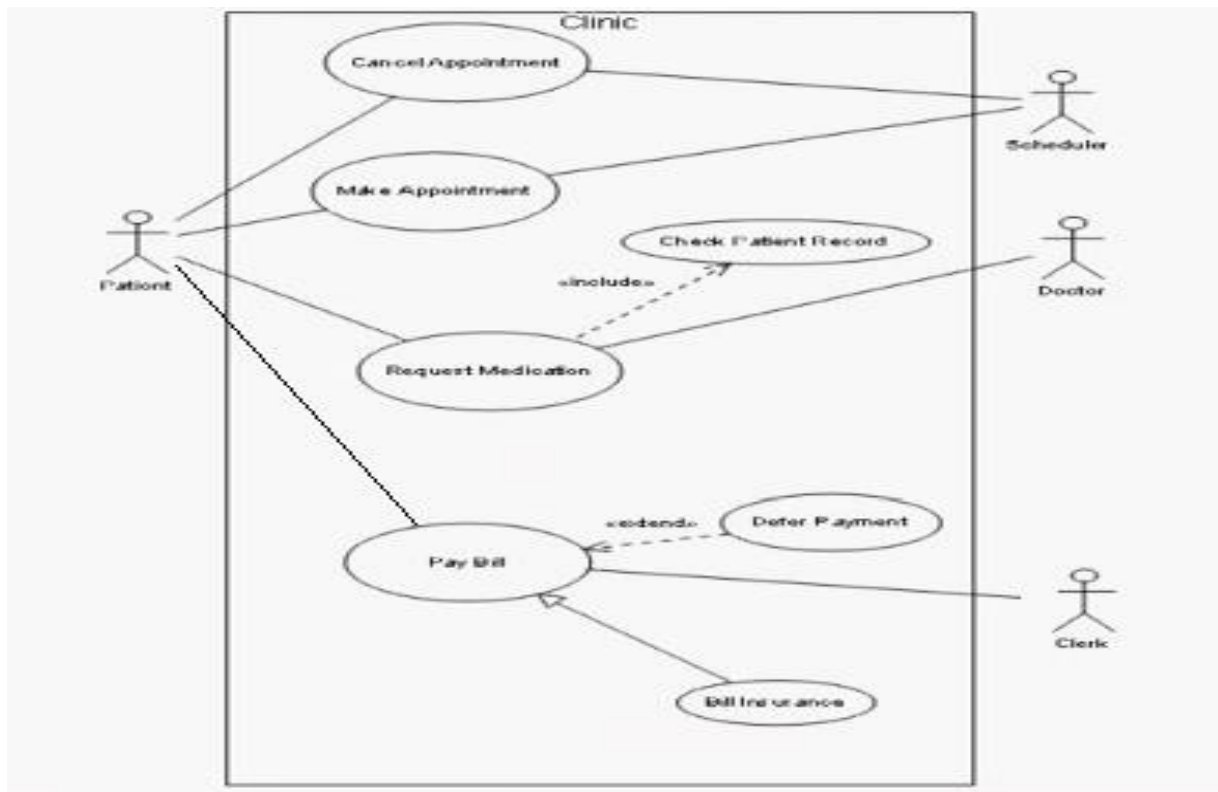 Clinic
Cancel Appointment
Scheduler
Make Appointment
Check Patient Record
Patient
«include»
Doctor
Request Medication
«extend»
Defer Payment
Pay Bill
Clerk
Bill Insurance